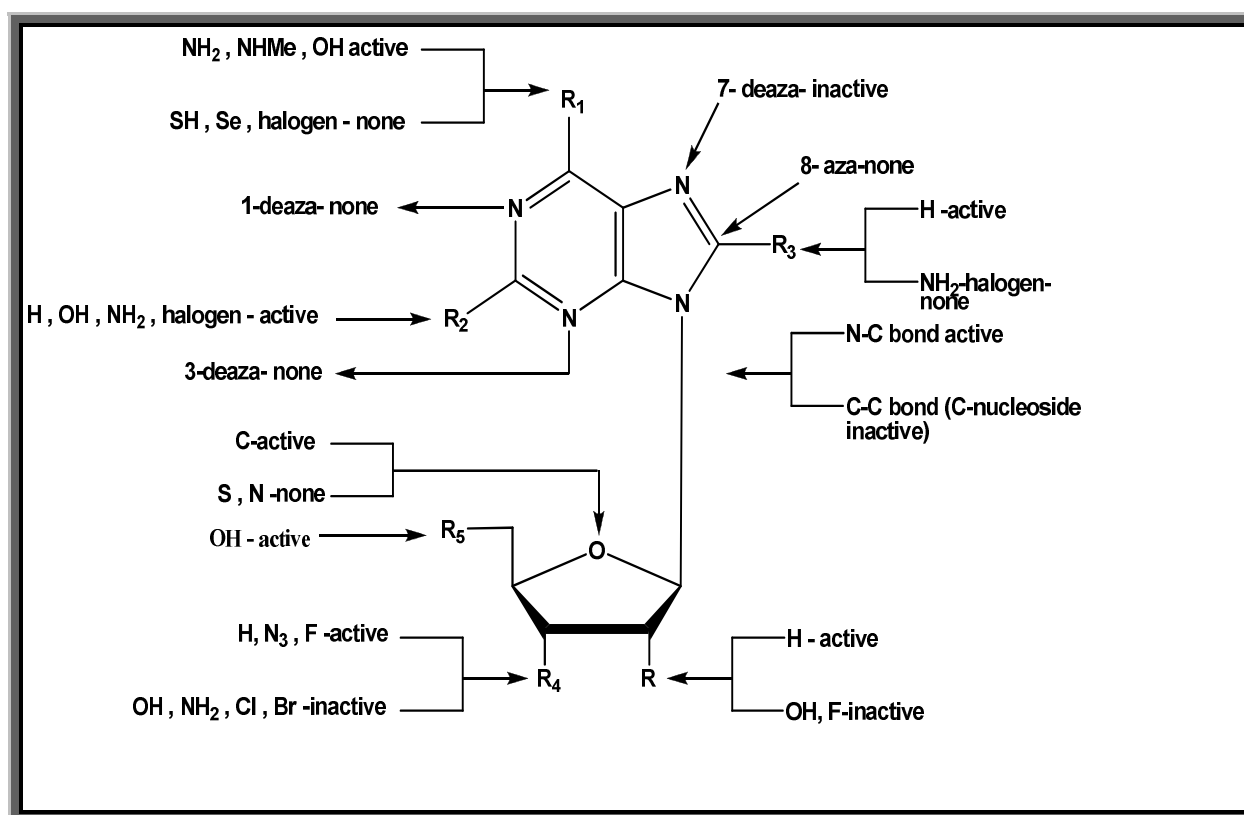 NH2 , NHMe , OH active
R1
7- deaza- inactive
SH , Se , halogen - none
8- aza-none
N
1-deaza- none
N
H -active
R3
NH2-halogen-
none
N
H , OH , NH2 , halogen - active
R2
N
N-C bond active
3-deaza- none
C-C bond (C-nucleoside
inactive)
C-active
S , N -none
OH - active
R5
O
H, N3 , F -active
H - active
R4
R
OH , NH2 , Cl , Br -inactive
OH, F-inactive